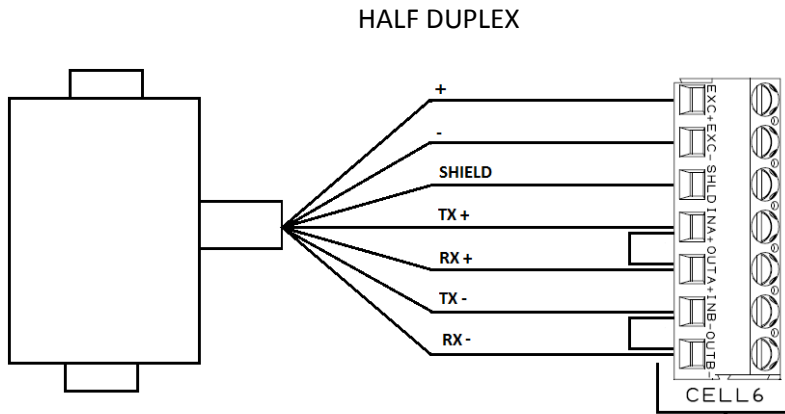 HALF DUPLEX
+
-
SHIELD
TX +
RX +
TX -
RX -
EXC+
EXC-
SHLD
INA+
OUTA+
INB-
OUTB-
CELL6